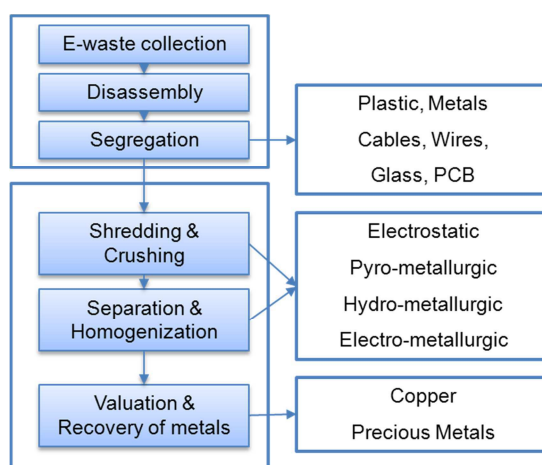 E-waste collection
Disassembly
Segregation
Plastic, Metals
Cables, Wires,
Glass, PCB
Shredding &
Crushing
Separation &
Homogenization
Electrostatic
Pyro-metallurgic
Hydro-metallurgic
Electro-metallurgic
Valuation &
Recovery of metals
Copper
Precious Metals